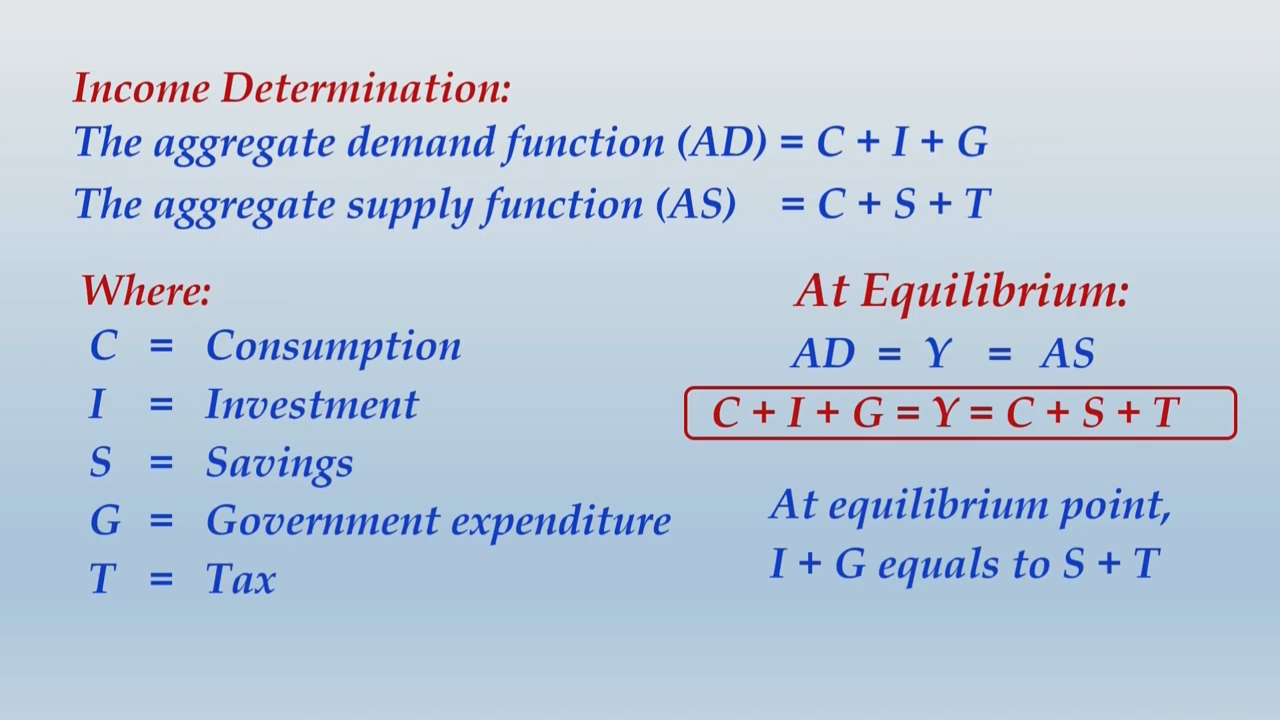 Income Determination:
The aggregate demand function (AD) = C + I + G
The aggregate supply function (AS) = C + S + T
Where:
C = Consumption
I = Investment
S = Savings
G = Government expenditure
T = Tax
At Equilibrium:
AD = Y = AS
C + I + G = Y = C + S + T
At equilibrium point,
I + G equals to S + T